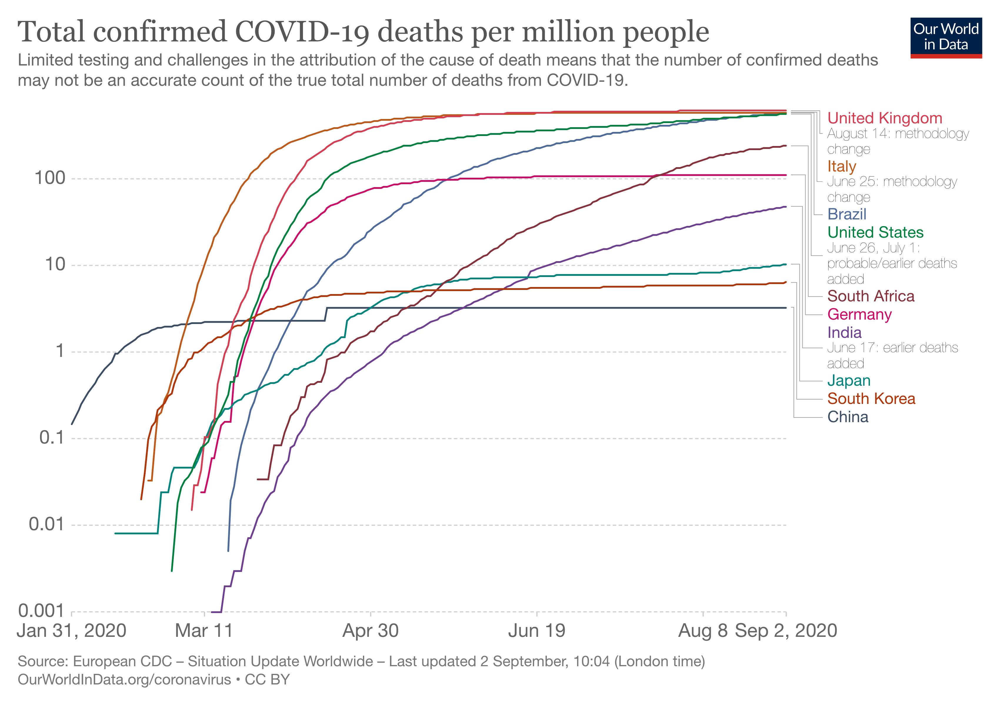 Total confirmed COVID-19 deaths per million people
Our World
in Data
Limited testing and challenges in the attribution of the cause of death means that the number of confirmed deaths
may not be an accurate count of the true total number of deaths from COVID-19.
United Kingdom
August 14: methodology
change
Italy
June 25: methodology
change
Brazil
United States
June 26, July 1:
probable/earlier deaths
added
South Africa
Germany
India
June 17: earlier deaths
added
Japan
South Korea
China
100
10
1
0.1
0.01
0.001
Jan 31, 2020 Mar 11 Apr 30 Jun 19 Aug 8 Sep 2, 2020
Source: European CDC – Situation Update Worldwide – Last updated 2 September, 10:04 (London time)
OurWorldInData.org/coronavirus • CC BY